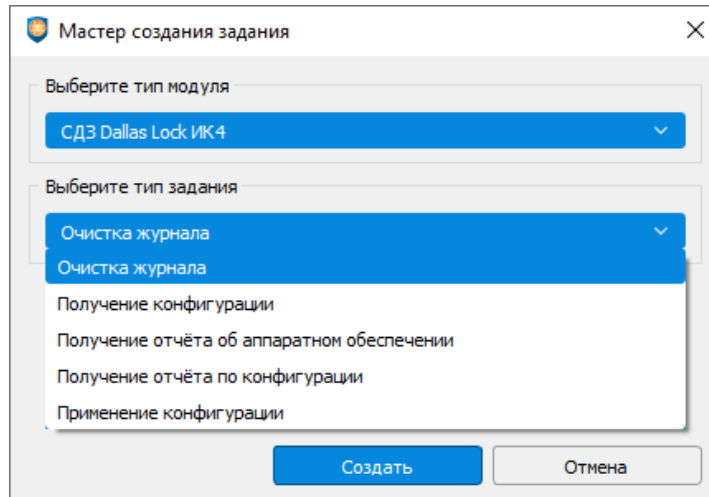 Мастер создания задания
Выберите тип модуля
СДЗ Dallas Lock ИК4
Выберите тип задания
Очистка журнала
Очистка журнала
Получение конфигурации
Получение отчёта об аппаратном обеспечении
Получение отчёта по конфигурации
Применение конфигурации
Создать
Отмена